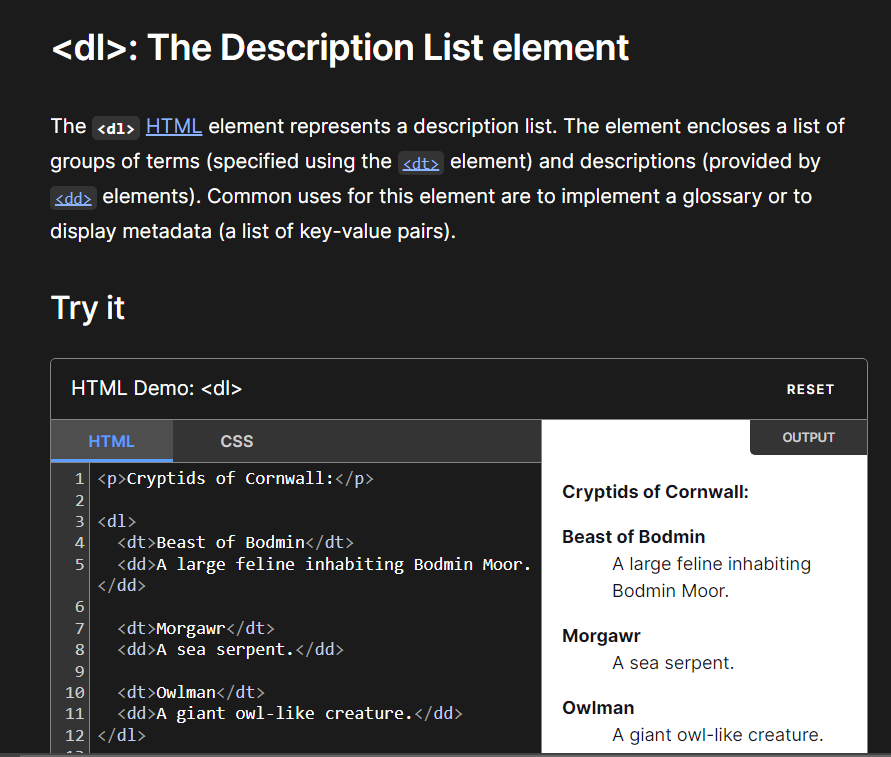 <dl>: The Description List element
The <dl> HTML element represents a description list. The element encloses a list of
groups of terms (specified using the <dt> element) and descriptions (provided by
<dd> elements). Common uses for this element are to implement a glossary or to
display metadata (a list of key-value pairs).
Try it
HTML Demo: <dl>
RESET
HTML
CSS
1 <p>Cryptids of Cornwall:</p>
2
3 <dl>
4 <dt>Beast of Bodmin</dt>
5 <dd>A large feline inhabiting Bodmin Moor.
</dd>
6
7 <dt>Morgawr</dt>
8 <dd>A sea serpent.</dd>
9
10 <dt>Owlman</dt>
11 <dd>A giant owl-like creature.</dd>
12 </dl>
OUTPUT
Cryptids of Cornwall:
Beast of Bodmin
A large feline inhabiting
Bodmin Moor.
Morgawr
A sea serpent.
Owlman
A giant owl-like creature.